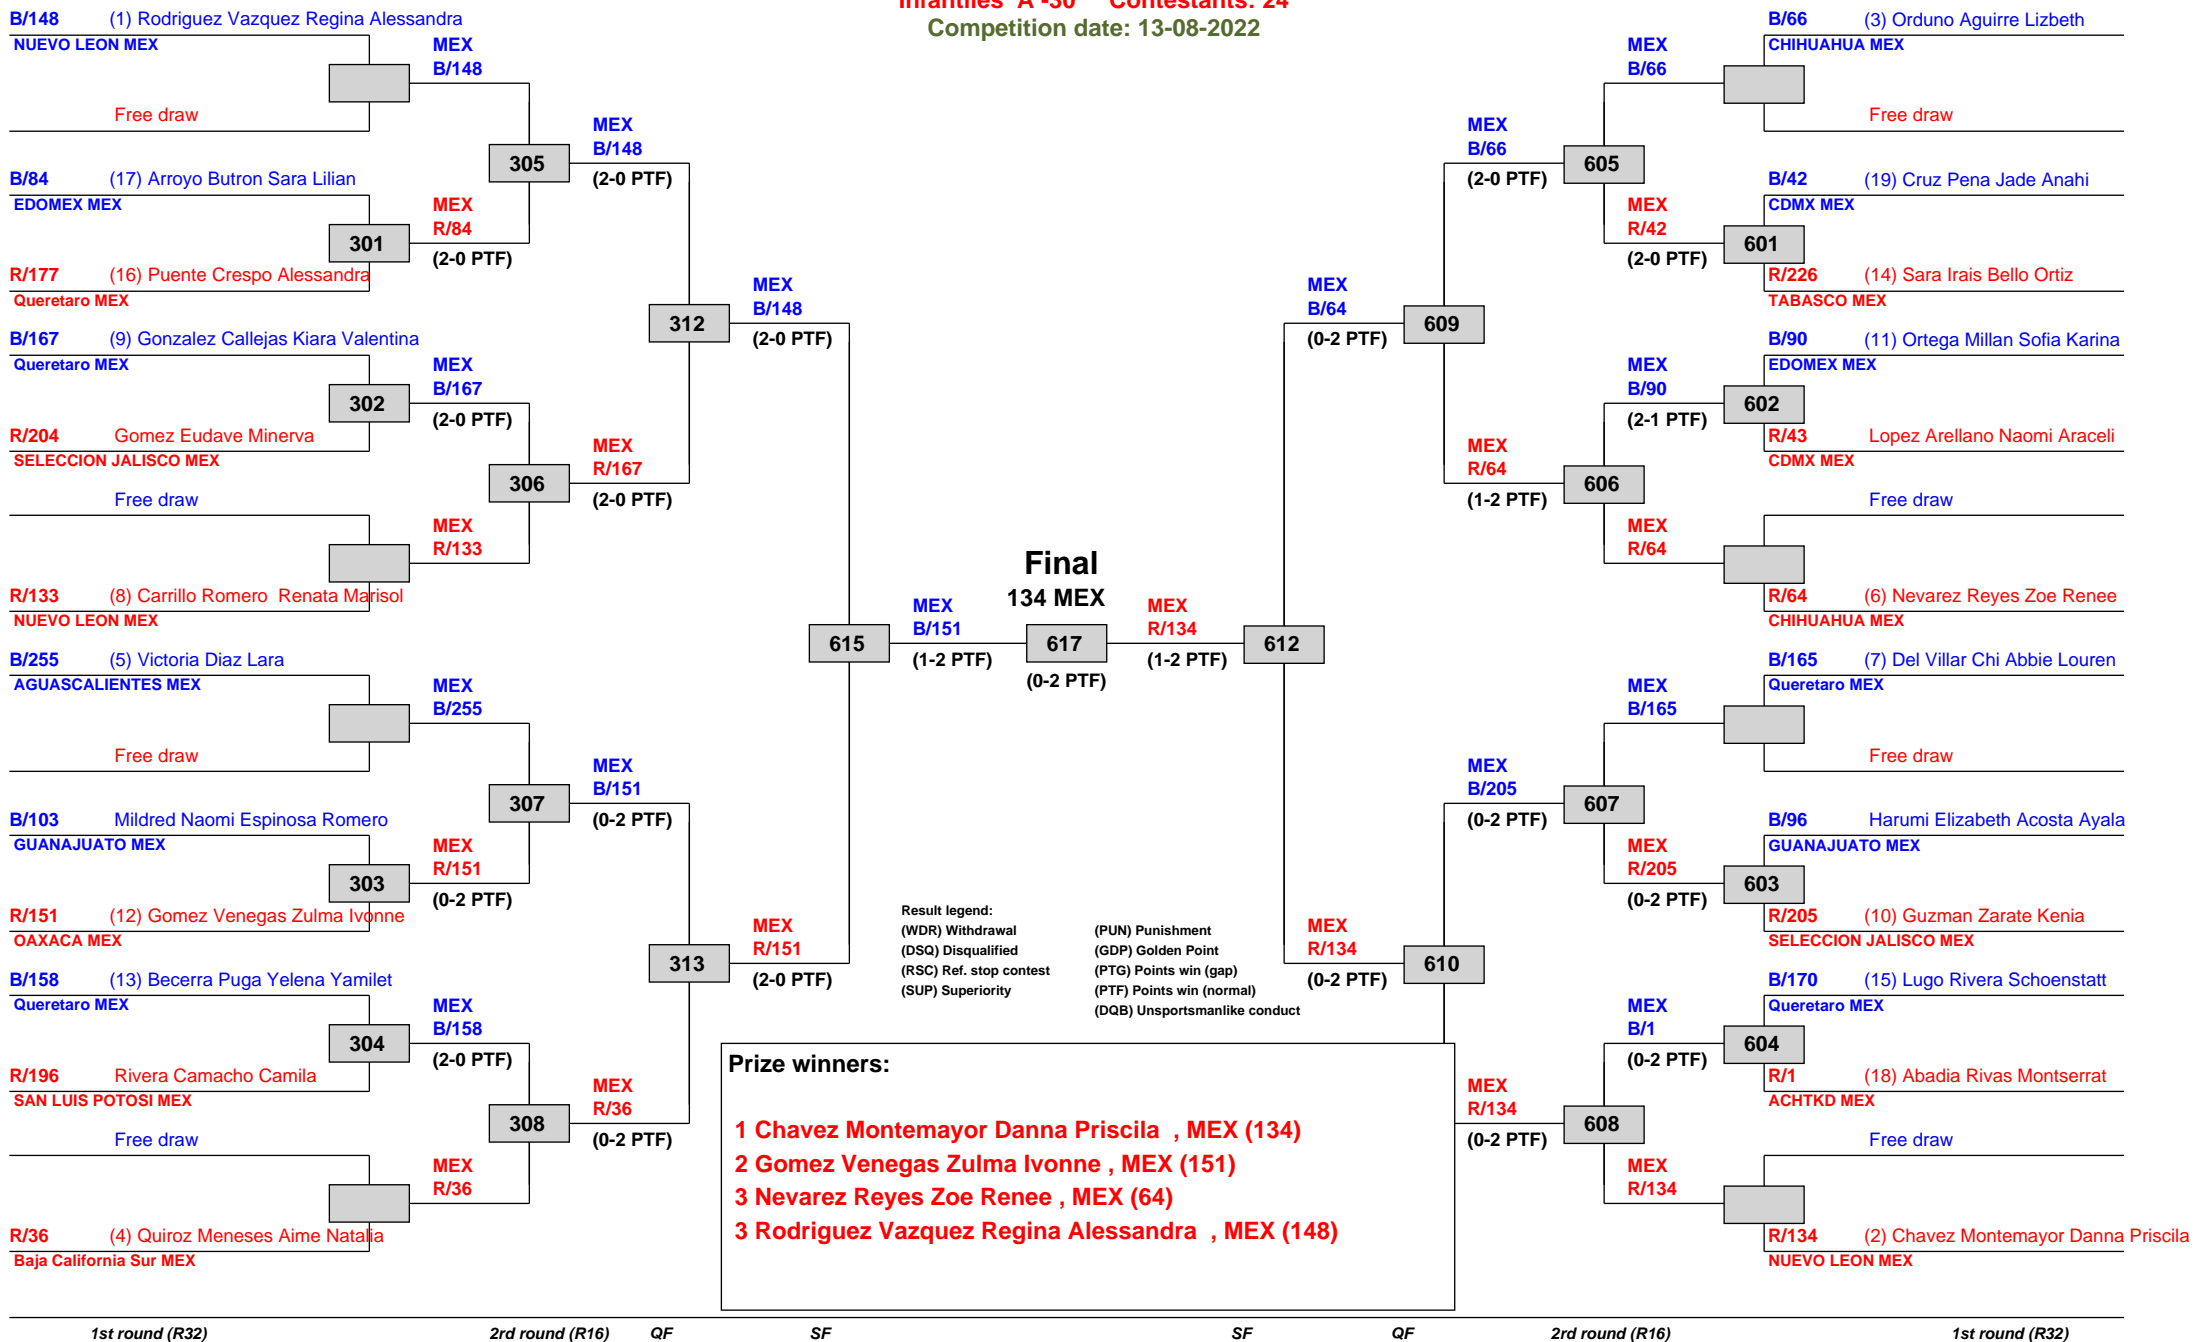 Infantiles A -30 Contestants: 24
Competition date: 13-08-2022
B/148 (1) Rodriguez Vazquez Regina Alessandra
NUEVO LEON MEX
Free draw
B/84 (17) Arroyo Butron Sara Lilian
EDOMEX MEX
301
R/177 (16) Puente Crespo Alessandra
Queretaro MEX
B/167 (9) Gonzalez Callejas Kiara Valentina
Queretaro MEX
302
R/204 Gomez Eudave Minerva
SELECCION JALISCO MEX
Free draw
R/133 (8) Carrillo Romero Renata Marisol
NUEVO LEON MEX
B/255 (5) Victoria Diaz Lara
AGUASCALIENTES MEX
Free draw
B/103 Mildred Naomi Espinosa Romero
GUANAJUATO MEX
303
R/151 (12) Gomez Venegas Zulma Ivonne
OAXACA MEX
B/158 (13) Becerra Puga Yelena Yamilet
Queretaro MEX
304
R/196 Rivera Camacho Camila
SAN LUIS POTOSI MEX
Free draw
R/36 (4) Quiroz Meneses Aime Natalia
Baja California Sur MEX
MEX
B/148
305
MEX
R/84
(2-0 PTF)
MEX
B/167
(2-0 PTF)
306
MEX
R/133
MEX
B/255
307
MEX
R/151
(0-2 PTF)
MEX
B/158
(2-0 PTF)
308
MEX
R/36
MEX
B/148
(2-0 PTF)
312
MEX
R/167
(2-0 PTF)
MEX
B/151
(0-2 PTF)
313
MEX
R/36
(0-2 PTF)
MEX
B/148
(2-0 PTF)
615
MEX
R/151
(2-0 PTF)
MEX
B/151
(1-2 PTF)
Final
134 MEX
617
(0-2 PTF)
MEX
R/134
(1-2 PTF)
612
MEX
B/64
(0-2 PTF)
609
MEX
R/134
(0-2 PTF)
610
MEX
B/66
(2-0 PTF)
605
MEX
R/64
(1-2 PTF)
606
MEX
B/205
(0-2 PTF)
607
MEX
R/134
(0-2 PTF)
608
MEX
B/66
MEX
R/42
(2-0 PTF)
MEX
B/90
(2-1 PTF)
MEX
R/64
MEX
B/165
MEX
R/205
(0-2 PTF)
MEX
B/1
(0-2 PTF)
MEX
R/134
B/66 (3) Orduno Aguirre Lizbeth
CHIHUAHUA MEX
Free draw
B/42 (19) Cruz Pena Jade Anahi
CDMX MEX
601
R/226 (14) Sara Irais Bello Ortiz
TABASCO MEX
B/90 (11) Ortega Millan Sofia Karina
EDOMEX MEX
602
R/43 Lopez Arellano Naomi Araceli
CDMX MEX
Free draw
R/64 (6) Nevarez Reyes Zoe Renee
CHIHUAHUA MEX
B/165 (7) Del Villar Chi Abbie Louren
Queretaro MEX
Free draw
B/96 Harumi Elizabeth Acosta Ayala
GUANAJUATO MEX
603
R/205 (10) Guzman Zarate Kenia
SELECCION JALISCO MEX
B/170 (15) Lugo Rivera Schoenstatt
Queretaro MEX
604
R/1 (18) Abadia Rivas Montserrat
ACHTKD MEX
Free draw
R/134 (2) Chavez Montemayor Danna Priscila
NUEVO LEON MEX
Result legend:
(WDR) Withdrawal (PUN) Punishment
(DSQ) Disqualified (GDP) Golden Point
(RSC) Ref. stop contest (PTG) Points win (gap)
(SUP) Superiority (PTF) Points win (normal)
(DQB) Unsportsmanlike conduct
Prize winners:
1 Chavez Montemayor Danna Priscila , MEX (134)
2 Gomez Venegas Zulma Ivonne , MEX (151)
3 Nevarez Reyes Zoe Renee , MEX (64)
3 Rodriguez Vazquez Regina Alessandra , MEX (148)
1st round (R32) 2rd round (R16) QF SF SF QF 2rd round (R16) 1st round (R32)